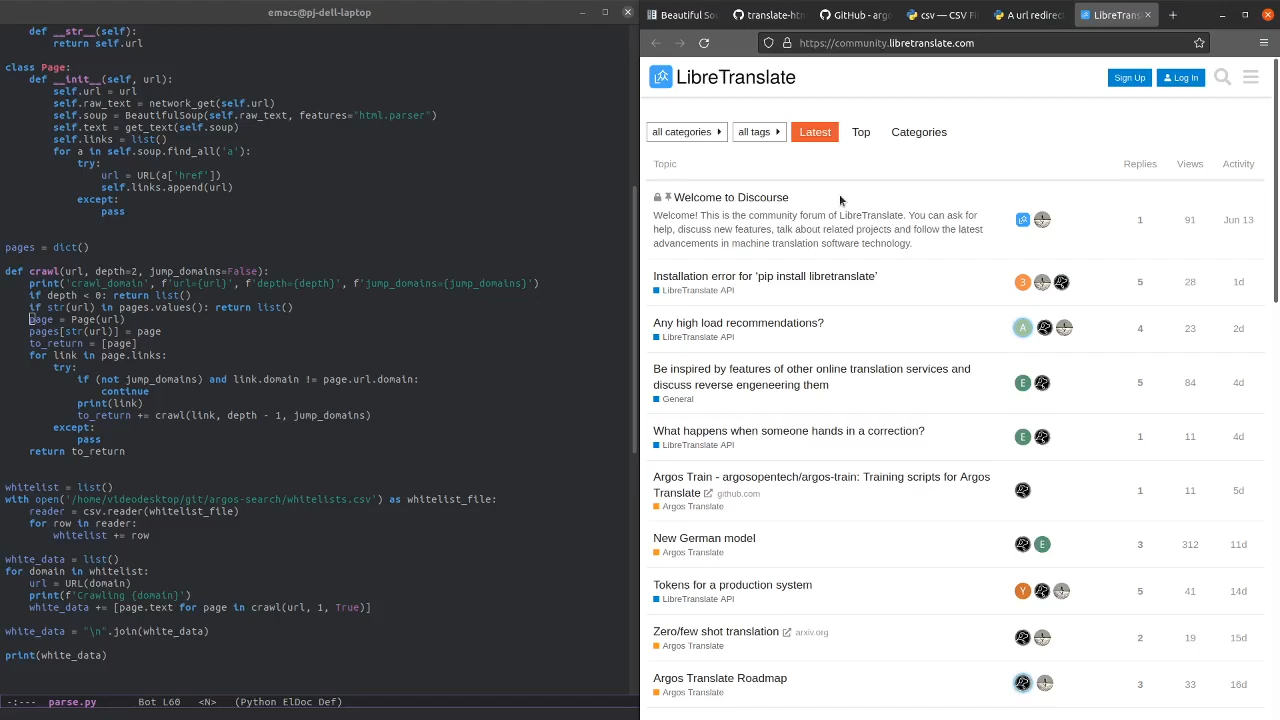 emacs@pj-dell-laptop
def __str__(self):
return self.url
class Page:
def __init__(self, url):
self.url = url
self.raw_text = network_get(self.url)
self.soup = BeautifulSoup(self.raw_text, features="html.parser")
self.text = get_text(self.soup)
self.links = list()
for a in self.soup.find_all('a'):
try:
url = URL(a['href'])
self.links.append(url)
except:
pass
pages = dict()
def crawl(url, depth=2, jump_domains=False):
print('crawl_domain', f'url={url}', f'depth={depth}', f'jump_domains={jump_domains}')
if depth < 0: return list()
if str(url) in pages.values(): return list()
page = Page(url)
pages[str(url)] = page
to_return = [page]
for link in page.links:
try:
if (not jump_domains) and link.domain != page.url.domain:
continue
print(link)
to_return += crawl(link, depth - 1, jump_domains)
except:
pass
return to_return
whitelist = list()
with open('/home/videodesktop/git/argos-search/whitelists.csv') as whitelist_file:
reader = csv.reader(whitelist_file)
for row in reader:
whitelist += row
white_data = list()
for domain in whitelist:
url = URL(domain)
print(f'Crawling {domain}')
white_data += [page.text for page in crawl(url, 1, True)]
white_data = "\n".join(white_data)
print(white_data)
-:--- parse.py Bot L60 <N> (Python ElDoc Def)
Beautiful So translate-htm GitHub - argo csv — CSV Fi A url redirect LibreTrans
https://community.libretranslate.com
LibreTranslate Sign Up Log In
all categories all tags Latest Top Categories
Topic Replies Views Activity
Welcome to Discourse
Welcome! This is the community forum of LibreTranslate. You can ask for
help, discuss new features, talk about related projects and follow the latest
advancements in machine translation software technology.
1 91 Jun 13
Installation error for 'pip install libretranslate'
LibreTranslate API
3
5 28 1d
Any high load recommendations?
LibreTranslate API
A
4 23 2d
Be inspired by features of other online translation services and
discuss reverse engeneering them
General
E
5 84 4d
What happens when someone hands in a correction?
LibreTranslate API
E
1 11 4d
Argos Train - argosopentech/argos-train: Training scripts for Argos
Translate github.com
Argos Translate
1 11 5d
New German model
Argos Translate
E
3 312 11d
Tokens for a production system
LibreTranslate API
Y
5 41 14d
Zero/few shot translation arxiv.org
Argos Translate
2 19 15d
Argos Translate Roadmap
Argos Translate
3 33 16d